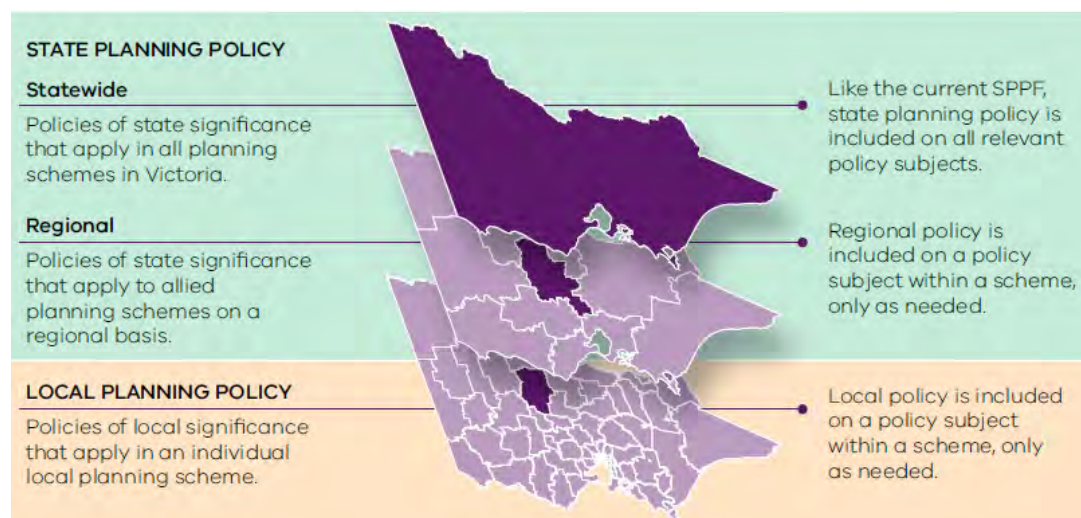 STATE PLANNING POLICY
Statewide
Policies of state significance
that apply in all planning
schemes in Victoria.
Like the current SPPF,
state planning policy is
included on all relevant
policy subjects.
Regional
Policies of state significance
that apply to allied
planning schemes on a
regional basis.
Regional policy is
included on a policy
subject within a scheme,
only as needed.
LOCAL PLANNING POLICY
Policies of local significance
that apply in an individual
local planning scheme.
Local policy is included
on a policy subject
within a scheme, only
as needed.